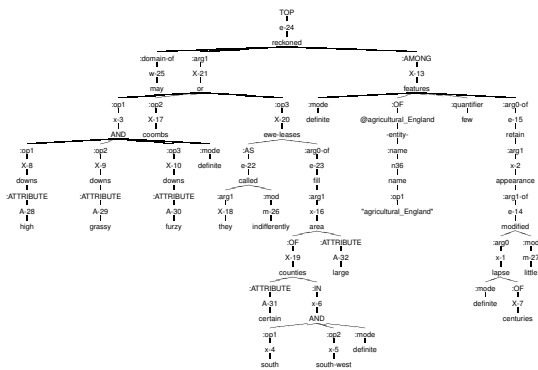 TOP
e-24
reckoned
:domain-of :arg1 :AMONG
w-25 X-21 X-13
may or features
:op1 :op2 :op3 :mode :OF :quantifier :arg0-of
x-3 X-17 X-20 definite @agricultural_England few e-15
AND coombs ewe-leases -entity- retain
:op1 :op2 :op3 :mode :AS :arg0-of :name :arg1
X-8 X-9 X-10 definite e-22 e-23 n36 x-2
downs downs downs called fill name appearance
:ATTRIBUTE :ATTRIBUTE :ATTRIBUTE :arg1 :mod :arg1 :op1 :arg1-of
A-28 A-29 A-30 X-18 m-26 x-16 "agricultural_England" e-14
high grassy furzy they indifferently area modified
:OF :ATTRIBUTE :arg0 :mod
X-19 A-32 x-1 m-27
counties large lapse little
:ATTRIBUTE :IN :mode :OF
A-31 x-6 definite X-7
certain AND centuries
:op1 :op2 :mode
x-4 x-5 definite
south south-west